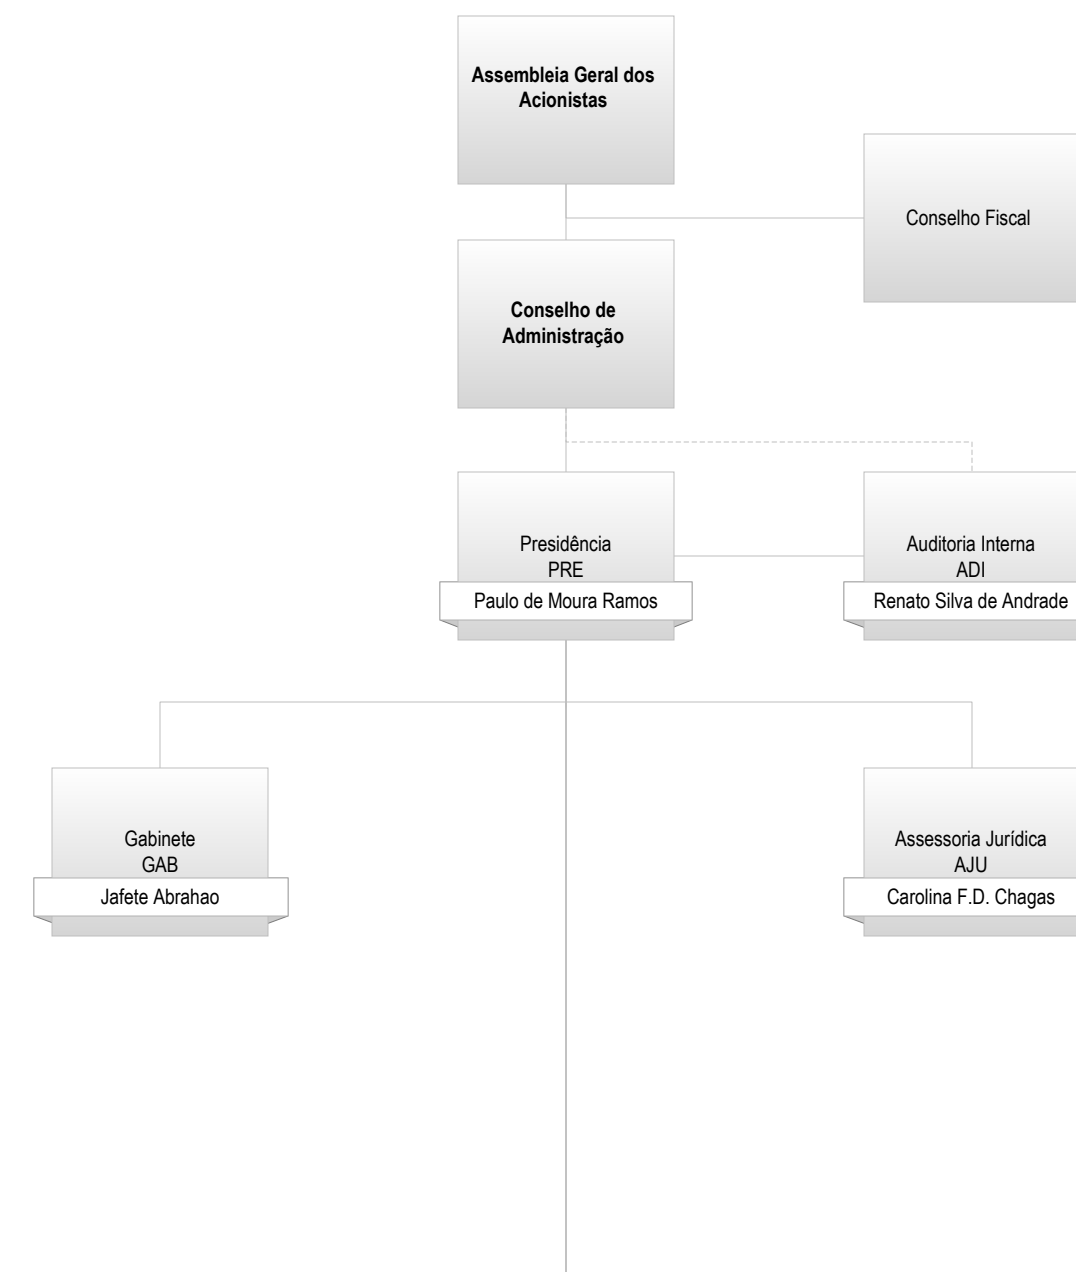 Assembleia Geral dos
Acionistas
Conselho Fiscal
Conselho de
Administração
Presidência
PRE
Paulo de Moura Ramos
Auditoria Interna
ADI
Renato Silva de Andrade
Gabinete
GAB
Jafete Abrahao
Assessoria Jurídica
AJU
Carolina F.D. Chagas